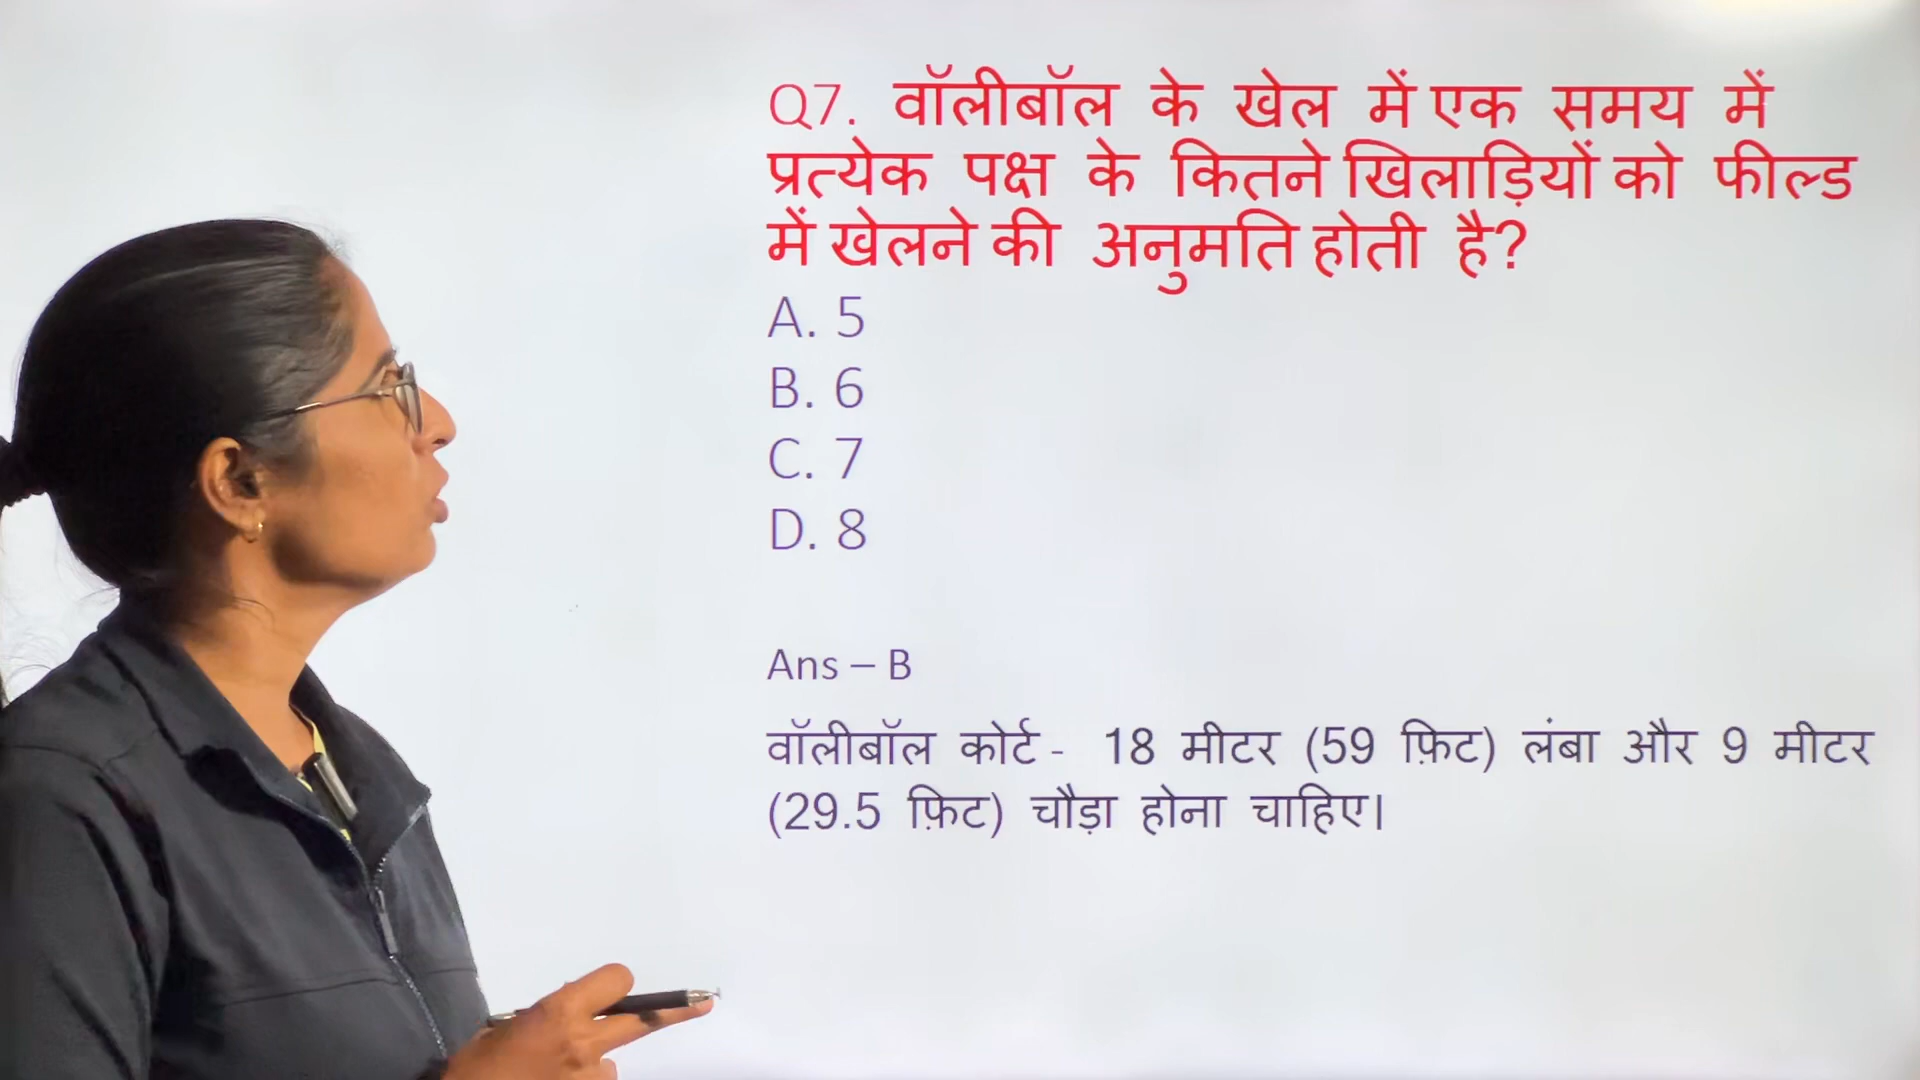 Q7. वॉलीबॉल के खेल में एक समय में
प्रत्येक पक्ष के कितने खिलाड़ियों को फील्ड
में खेलने की अनुमति होती है?
A. 5
B. 6
C. 7
D. 8
Ans – B
वॉलीबॉल कोर्ट - 18 मीटर (59 फ़िट) लंबा और 9 मीटर
(29.5 फ़िट) चौड़ा होना चाहिए।